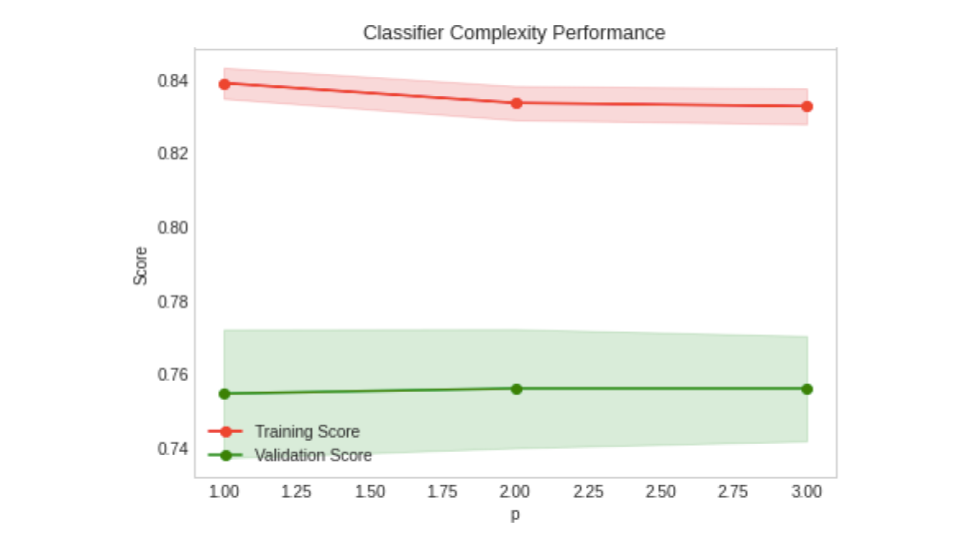 Classifier Complexity Performance
0.84
0.82
0.80
0.78
0.76
0.74
Score
Training Score
Validation Score
1.00 1.25 1.50 1.75 2.00 2.25 2.50 2.75 3.00
p